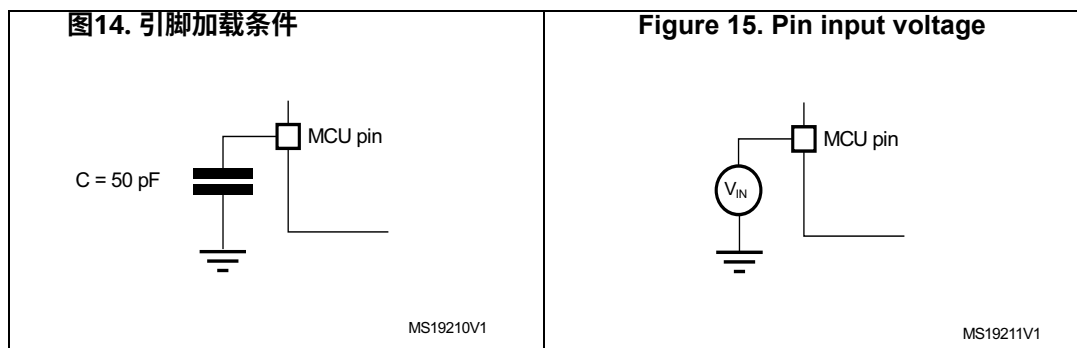 图14. 引脚加载条件
MCU pin
C = 50 pF
MS19210V1
Figure 15. Pin input voltage
MCU pin
VIN
MS19211V1